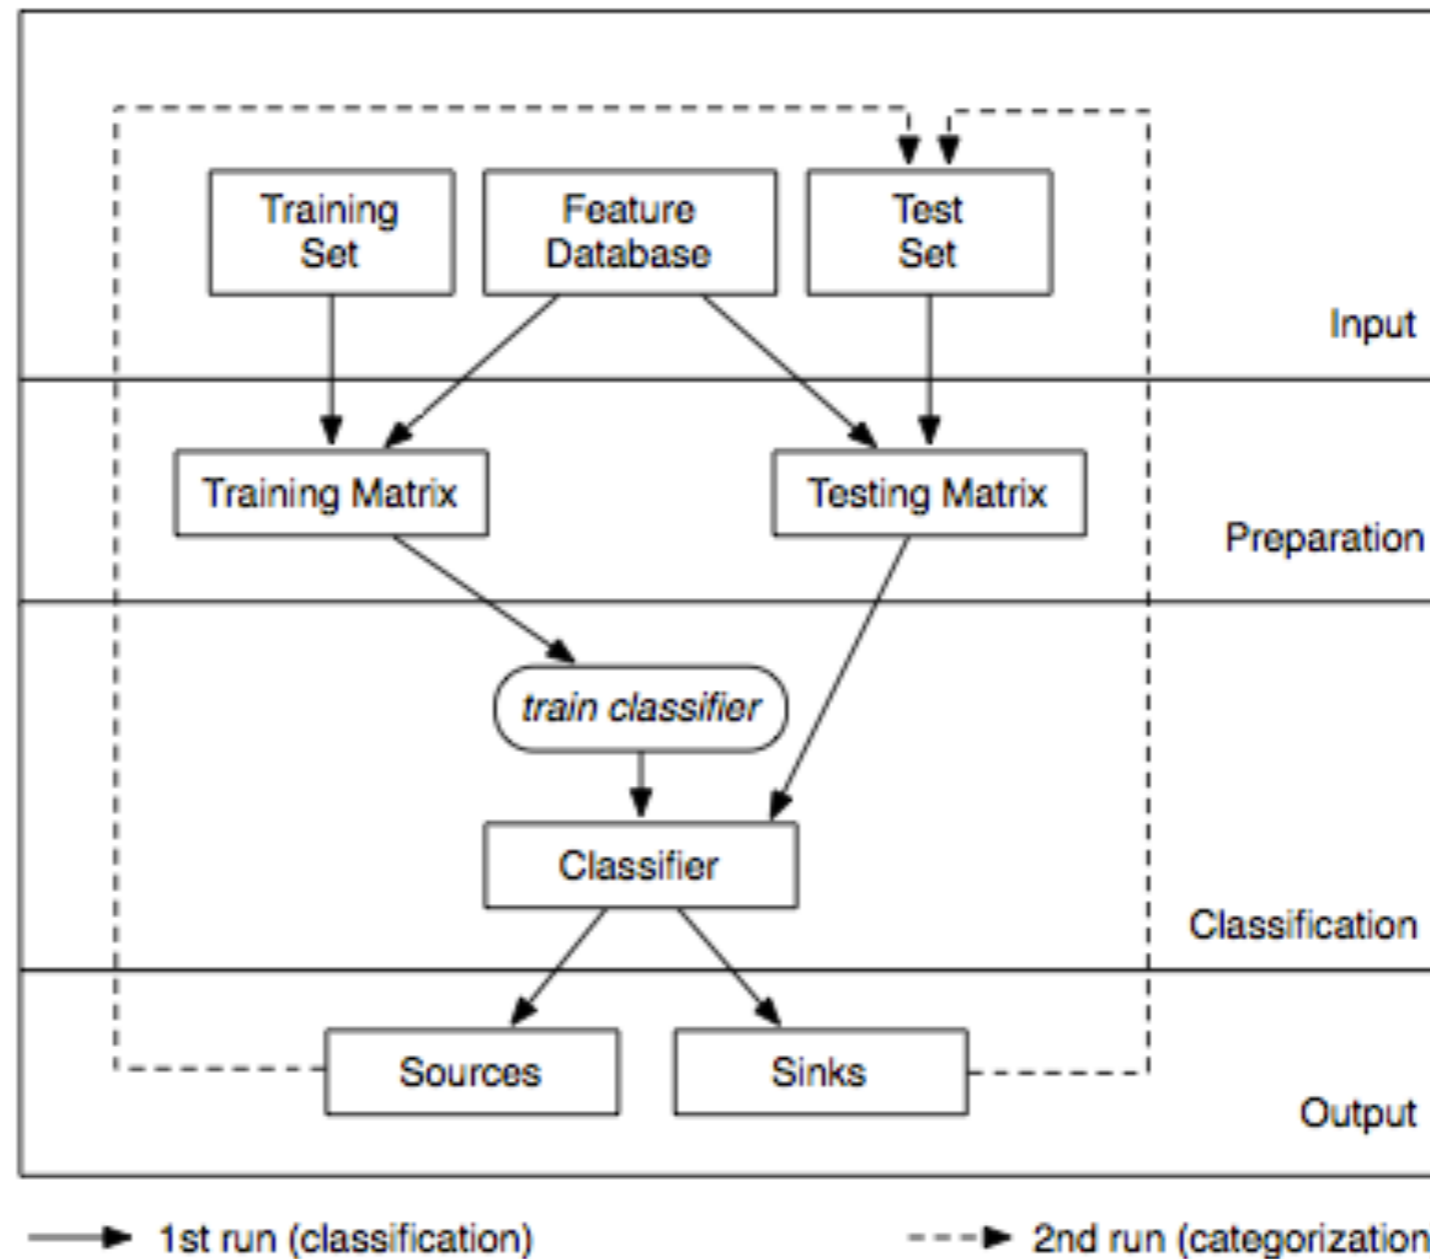 Training
Set
Feature
Database
Test
Set
Input
Training Matrix
Testing Matrix
Preparation
train classifier
Classifier
Classification
Sources
Sinks
Output
1st run (classification)
2nd run (categorization